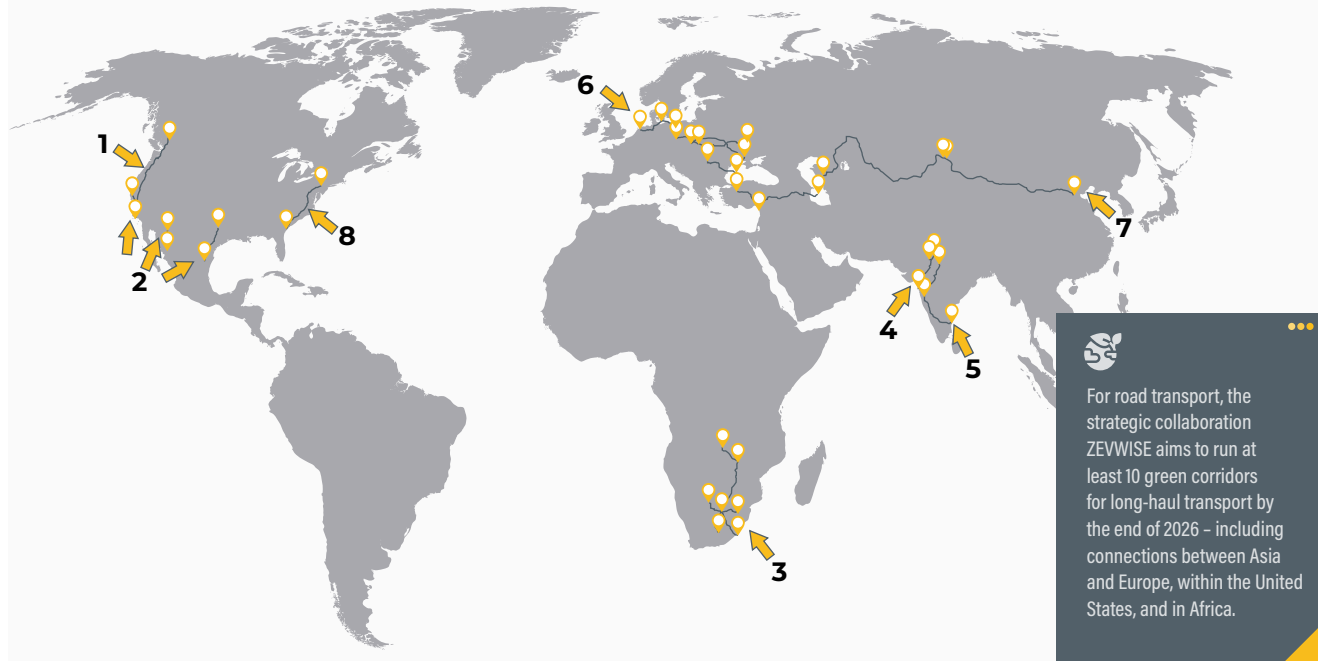 6
1
7
8
2
4
5
3
For road transport, the
strategic collaboration
ZEVWISE aims to run at
least 10 green corridors
for long-haul transport by
the end of 2026 – including
connections between Asia
and Europe, within the United
States, and in Africa.